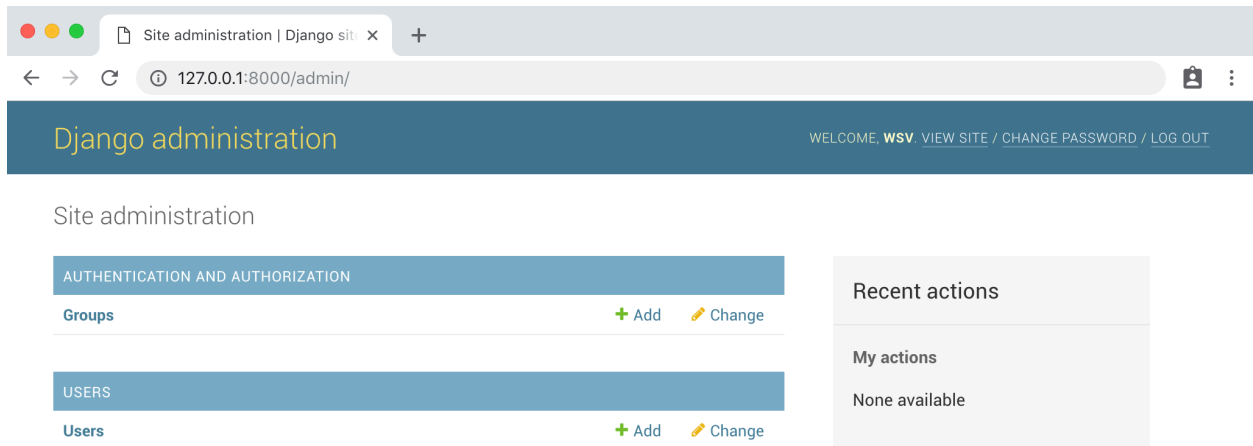 Site administration | Django sit
127.0.0.1:8000/admin/
Django administration
WELCOME, WSV. VIEW SITE / CHANGE PASSWORD / LOG OUT
Site administration
AUTHENTICATION AND AUTHORIZATION
Groups
Add
Change
USERS
Users
Add
Change
Recent actions
My actions
None available